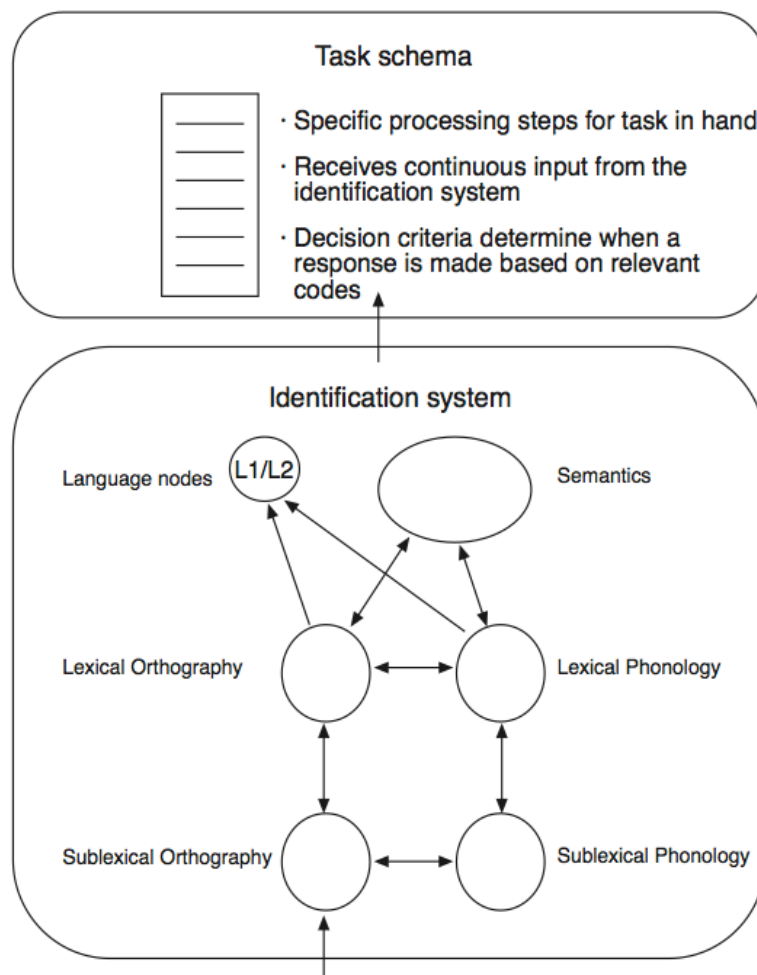 Task schema
· Specific processing steps for task in hand
· Receives continuous input from the
identification system
· Decision criteria determine when a
response is made based on relevant
codes
Identification system
Language nodes
L1/L2
Semantics
Lexical Orthography
Lexical Phonology
Sublexical Orthography
Sublexical Phonology